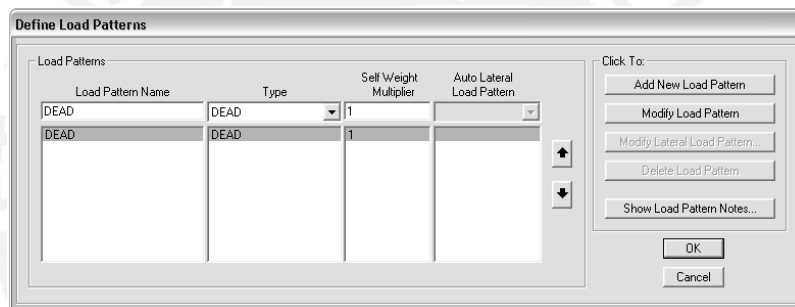 Define Load Patterns
Load Patterns
Click To:
Load Pattern Name
Type
Self Weight
Multiplier
Auto Lateral
Load Pattern
DEAD
DEAD
1
DEAD
DEAD
1
Add New Load Pattern
Modify Load Pattern
Modify Lateral Load Pattern...
Delete Load Pattern
Show Load Pattern Notes...
OK
Cancel